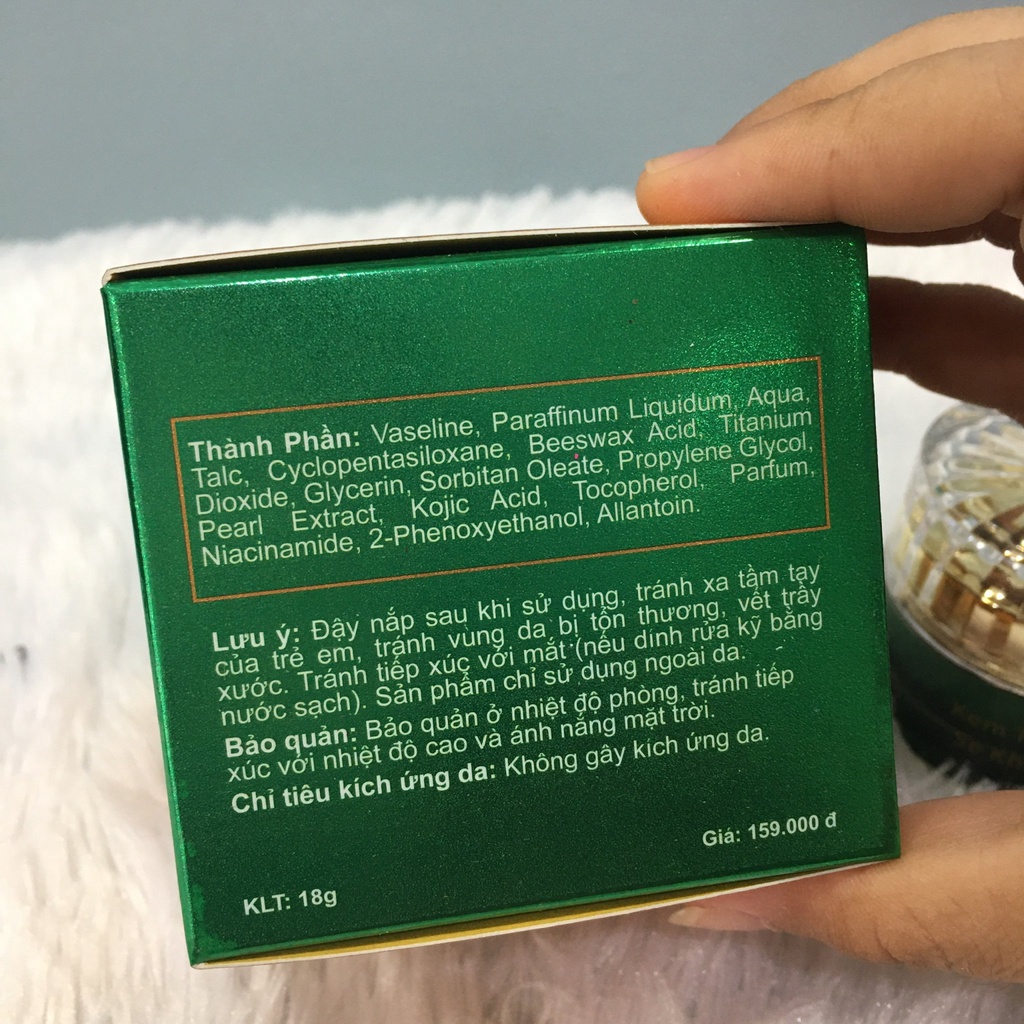 Thành Phần: Vaseline, Paraffinum Liquidum, Aqua,
Talc, Cyclopentasiloxane, Beeswax Acid, Titanium
Dioxide, Glycerin, Sorbitan Oleate, Propylene Glycol,
Pearl Extract, Kojic Acid, Tocopherol, Parfum,
Niacinamide, 2-Phenoxyethanol, Allantoin.
Lưu ý: Đậy nắp sau khi sử dụng, tránh xa tầm tay
của trẻ em, tránh vùng da bị tổn thương, vết trầy
xước. Tránh tiếp xúc với mắt (nếu dính rửa kỹ bằng
nước sạch). Sản phẩm chỉ sử dụng ngoài da.
Bảo quản: Bảo quản ở nhiệt độ phòng, tránh tiếp
xúc với nhiệt độ cao và ánh nắng mặt trời.
Chỉ tiêu kích ứng da: Không gây kích ứng da.
Giá: 159.000 đ
KLT: 18g